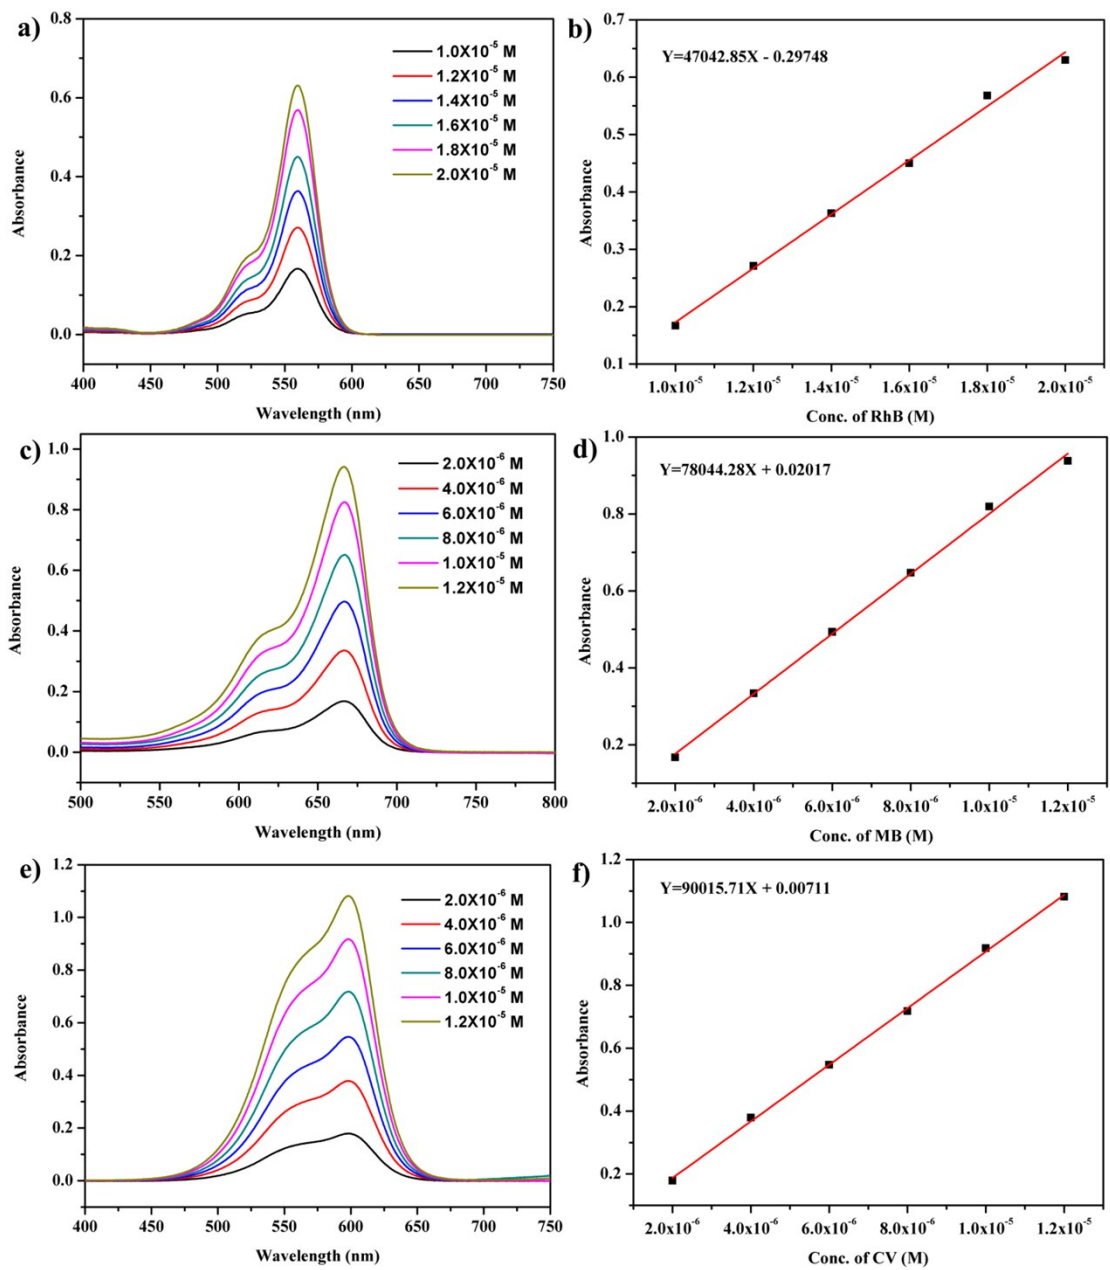 a)
0.8
0.6
0.4
0.2
0.0
Absorbance
1.0X10⁻⁵ M
1.2X10⁻⁵ M
1.4X10⁻⁵ M
1.6X10⁻⁵ M
1.8X10⁻⁵ M
2.0X10⁻⁵ M
400 450 500 550 600 650 700 750
Wavelength (nm)
b)
0.7
0.6
0.5
0.4
0.3
0.2
0.1
Absorbance
Y=47042.85X - 0.29748
1.0x10⁻⁵ 1.2x10⁻⁵ 1.4x10⁻⁵ 1.6x10⁻⁵ 1.8x10⁻⁵ 2.0x10⁻⁵
Conc. of RhB (M)
c)
1.0
0.8
0.6
0.4
0.2
0.0
Absorbance
2.0X10⁻⁶ M
4.0X10⁻⁶ M
6.0X10⁻⁶ M
8.0X10⁻⁶ M
1.0X10⁻⁵ M
1.2X10⁻⁵ M
500 550 600 650 700 750 800
Wavelength (nm)
d)
1.0
0.8
0.6
0.4
0.2
Absorbance
Y=78044.28X + 0.02017
2.0x10⁻⁶ 4.0x10⁻⁶ 6.0x10⁻⁶ 8.0x10⁻⁶ 1.0x10⁻⁵ 1.2x10⁻⁵
Conc. of MB (M)
e)
1.2
1.0
0.8
0.6
0.4
0.2
0.0
Absorbance
2.0X10⁻⁶ M
4.0X10⁻⁶ M
6.0X10⁻⁶ M
8.0X10⁻⁶ M
1.0X10⁻⁵ M
1.2X10⁻⁵ M
400 450 500 550 600 650 700 750
Wavelength (nm)
f)
1.2
1.0
0.8
0.6
0.4
0.2
Absorbance
Y=90015.71X + 0.00711
2.0x10⁻⁶ 4.0x10⁻⁶ 6.0x10⁻⁶ 8.0x10⁻⁶ 1.0x10⁻⁵ 1.2x10⁻⁵
Conc. of CV (M)